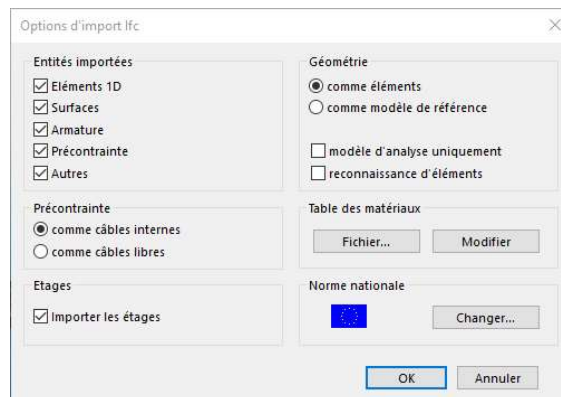 Options d'import Ifc
Entités importées
Eléments 1D
Surfaces
Armature
Précontrainte
Autres
Géométrie
comme éléments
comme modèle de référence
modèle d'analyse uniquement
reconnaissance d'éléments
Précontrainte
comme câbles internes
comme câbles libres
Table des matériaux
Fichier... Modifier
Etages
Importer les étages
Norme nationale
Changer...
OK Annuler